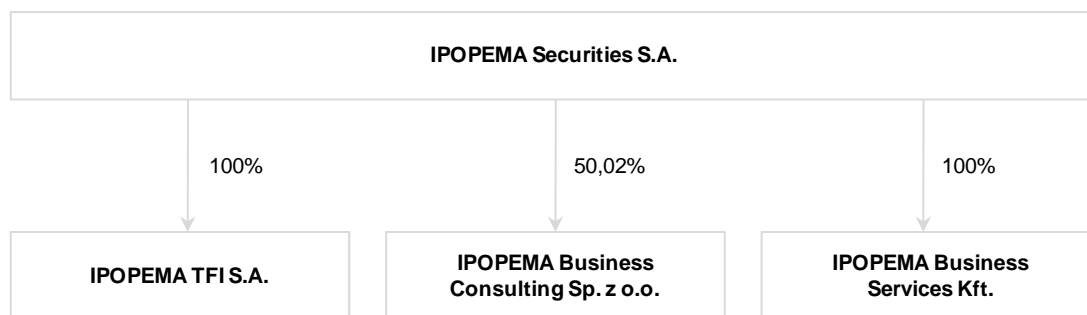 IPOPEMA Securities S.A.
100%
50,02%
100%
IPOPEMA TFI S.A.
IPOPEMA Business
Consulting Sp. z o.o.
IPOPEMA Business
Services Kft.